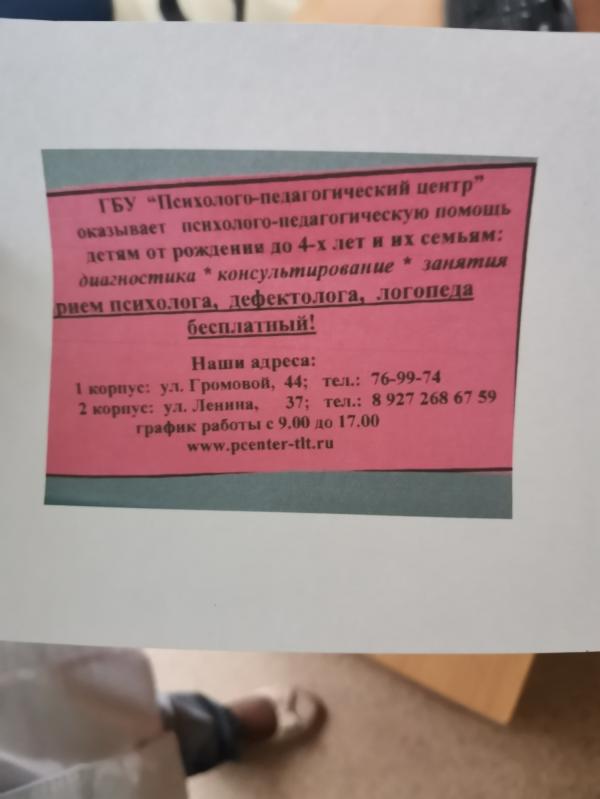 ГБУ “Психолого-педагогический центр”
оказывает психолого-педагогическую помощь
детям от рождения до 4-х лет и их семьям:
диагностика * консультирование * занятия
рием психолога, дефектолога, логопеда
бесплатный!
Наши адреса:
1 корпус: ул. Громовой, 44; тел.: 76-99-74
2 корпус: ул. Ленина, 37; тел.: 8 927 268 67 59
график работы с 9.00 до 17.00
www.pcenter-tlt.ru